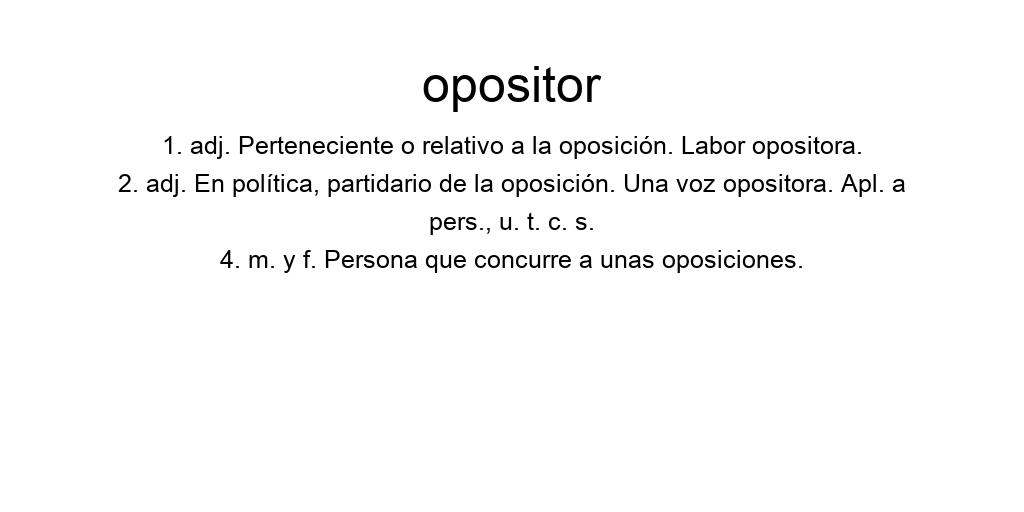 opositor
1. adj. Perteneciente o relativo a la oposición. Labor opositora.
2. adj. En política, partidario de la oposición. Una voz opositora. Apl. a
pers., u. t. c. s.
4. m. y f. Persona que concurre a unas oposiciones.